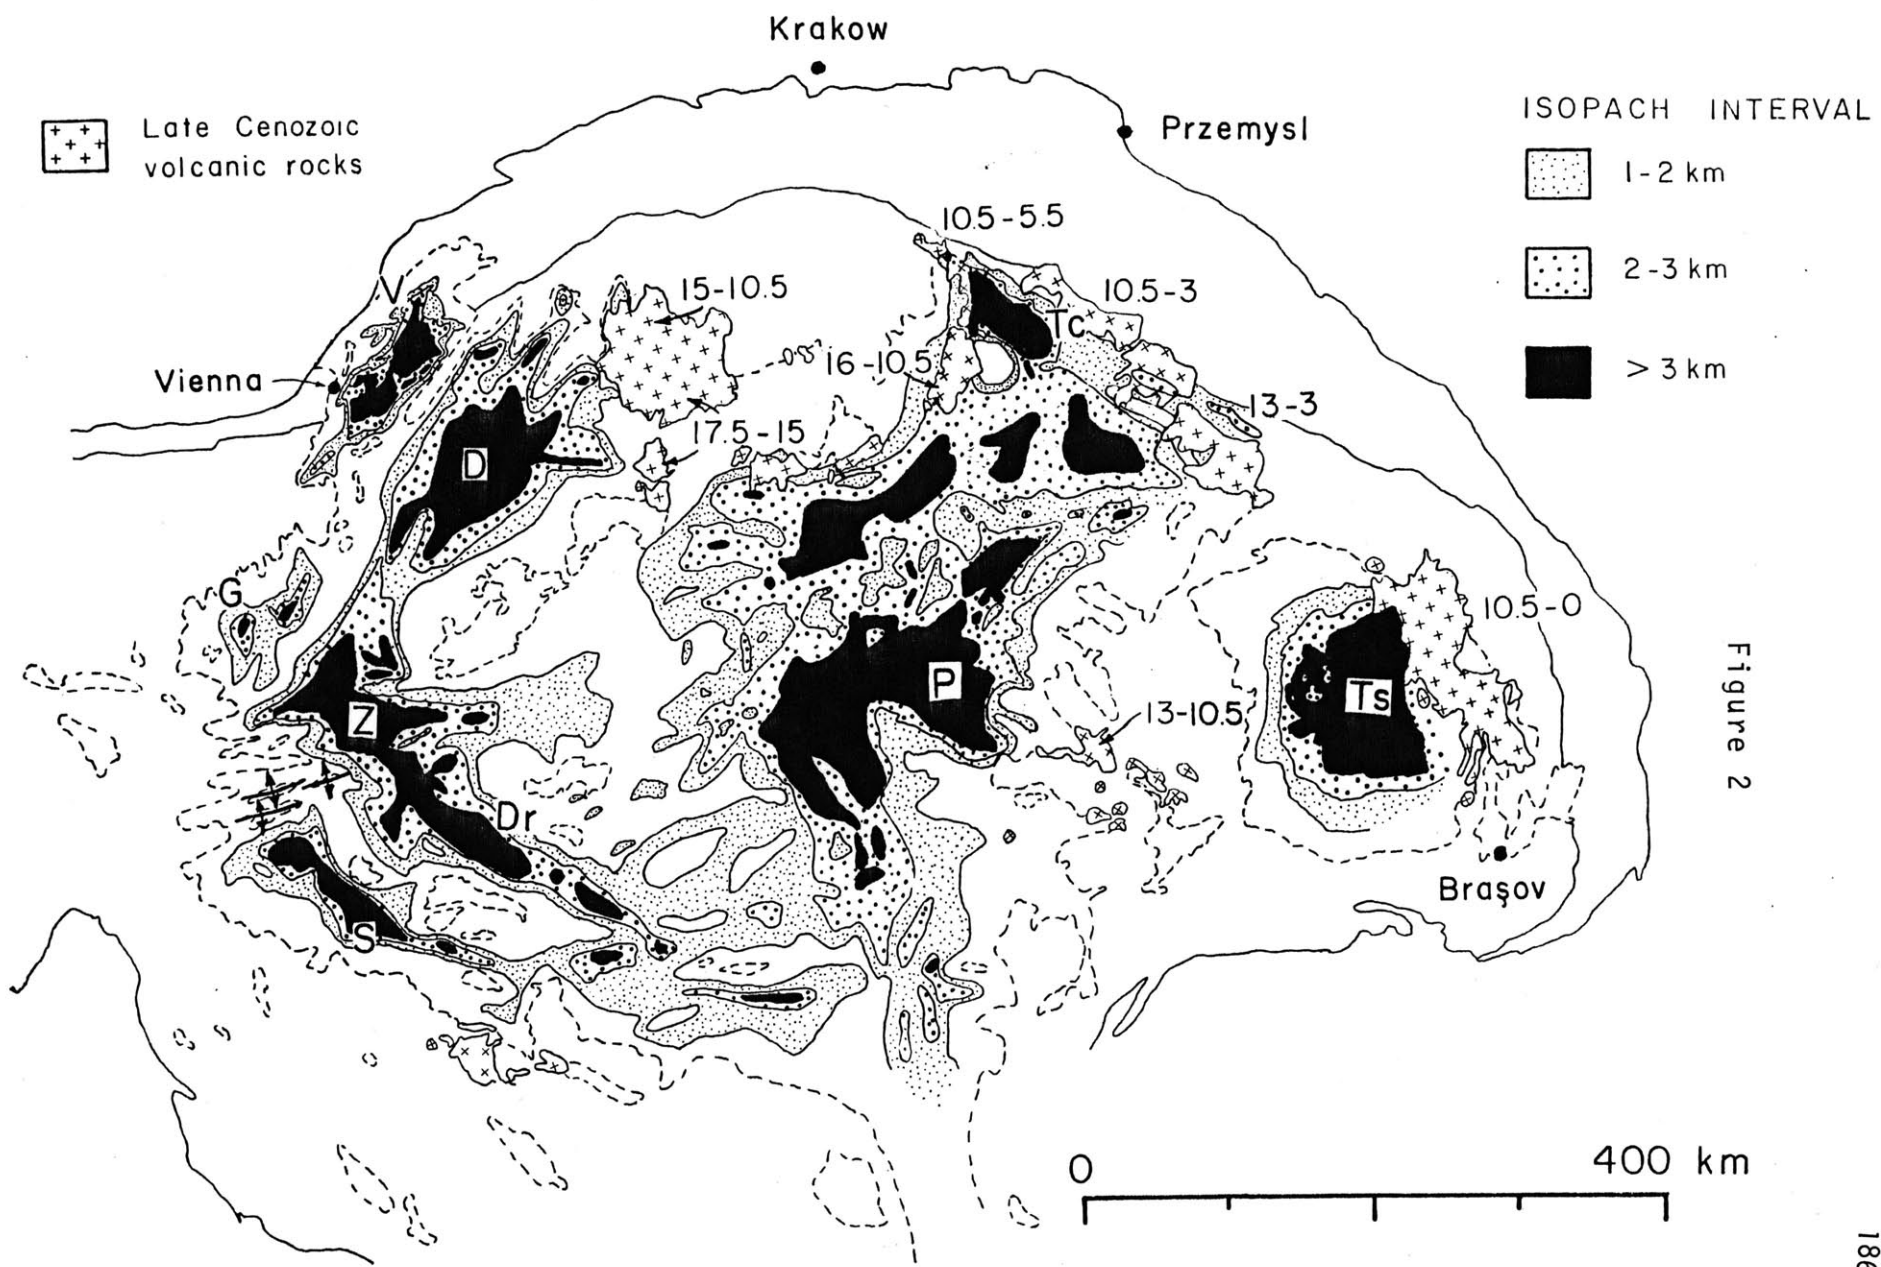 Krakow
Late Cenozoic
volcanic rocks
Przemysl
ISOPACH INTERVAL
1-2 km
2-3 km
> 3 km
10.5-5.5
V
15-10.5
10.5-3
Tc
16-10.5
Vienna
13-3
17.5-15
D
G
10.5-0
P
Ts
Z
13-10.5
Figure 2
Dr
Braşov
S
0
400 km
186